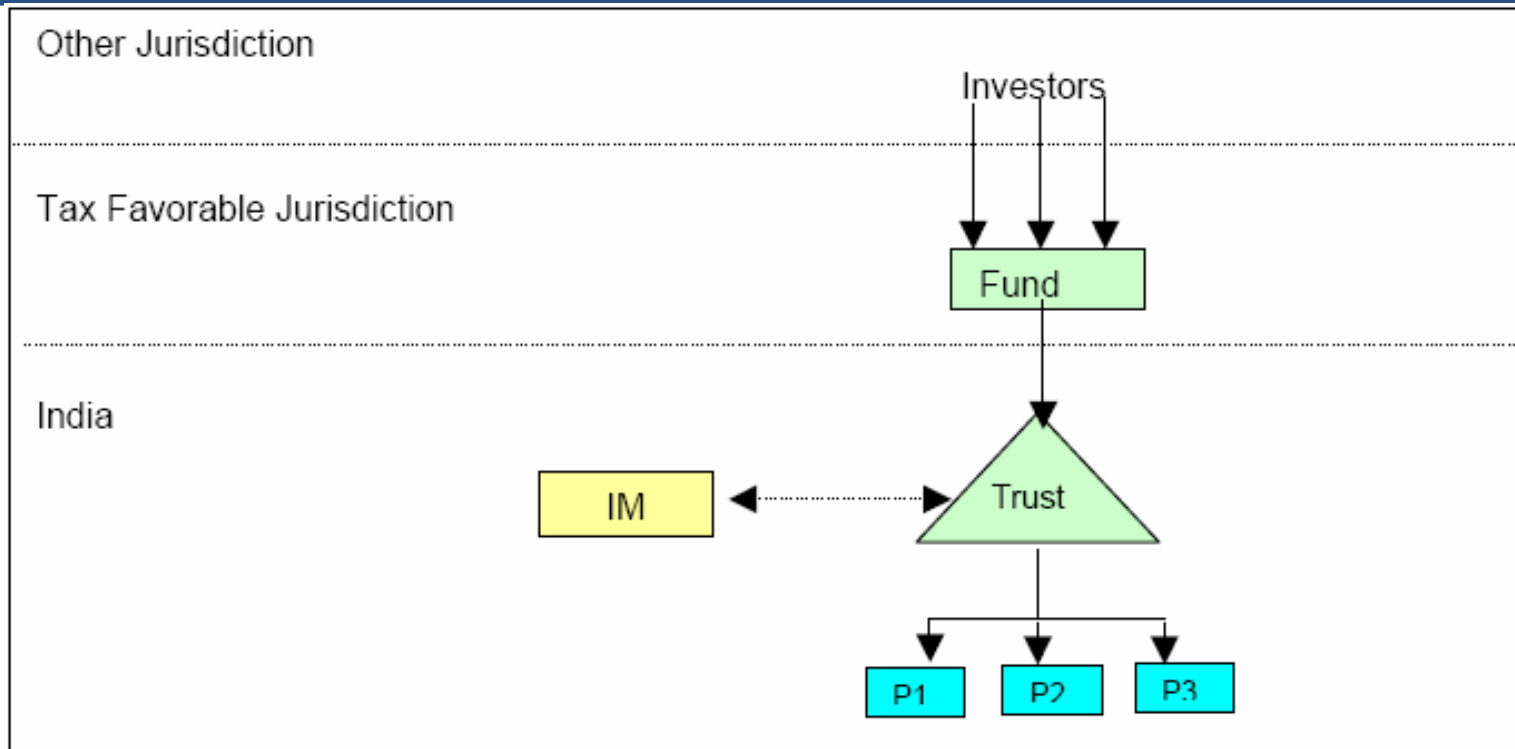 Other Jurisdiction
Investors
Tax Favorable Jurisdiction
Fund
India
IM
Trust
P1
P2
P3